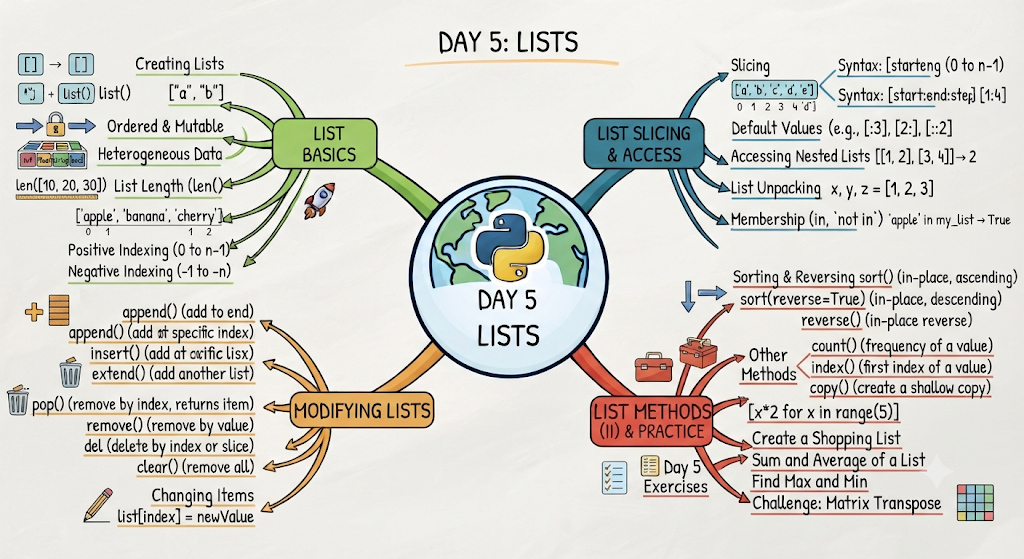 DAY 5: LISTS
[ ] → [ ]
Creating Lists
+ list() list()
["a", "b"]
Ordered & Mutable
Heterogeneous Data
len([10, 20, 30]) List Length (len()
['apple', 'banana', 'cherry']
0 1 1 2
Positive Indexing (0 to n-1)
Negative Indexing (-1 to -n)
LIST
BASICS
append() (add to end)
append() (add at specific index)
insert() (add at
extend() (add another list)
pop() (remove by index, returns item)
remove() (remove by value)
del (delete by index or slice)
clear() (remove all)
Changing Items
list[index] = newValue
MODIFYING LISTS
DAY 5
LISTS
LIST SLICING
& ACCESS
Slicing
['a', 'b', 'c', 'd', 'e']
0 1 2 3 4 'd']
Syntax: [starteng (0 to n-1)
Syntax: [start:end:step] [1:4]
Default Values (e.g., [:3], [2:], [::2]
Accessing Nested Lists [[1, 2], [3, 4]] → 2
List Unpacking x, y, z = [1, 2, 3]
Membership (in, 'not in') 'apple' in my_list → True
LIST METHODS
(II) & PRACTICE
Sorting & Reversing sort() (in-place, ascending)
sort(reverse=True) (in-place, descending)
reverse() (in-place reverse)
Other
Methods
count() (frequency of a value)
index() (first index of a value)
copy() (create a shallow copy)
[x*2 for x in range(5)]
Create a Shopping List
Sum and Average of a List
Find Max and Min
Challenge: Matrix Transpose
Day 5
Exercises